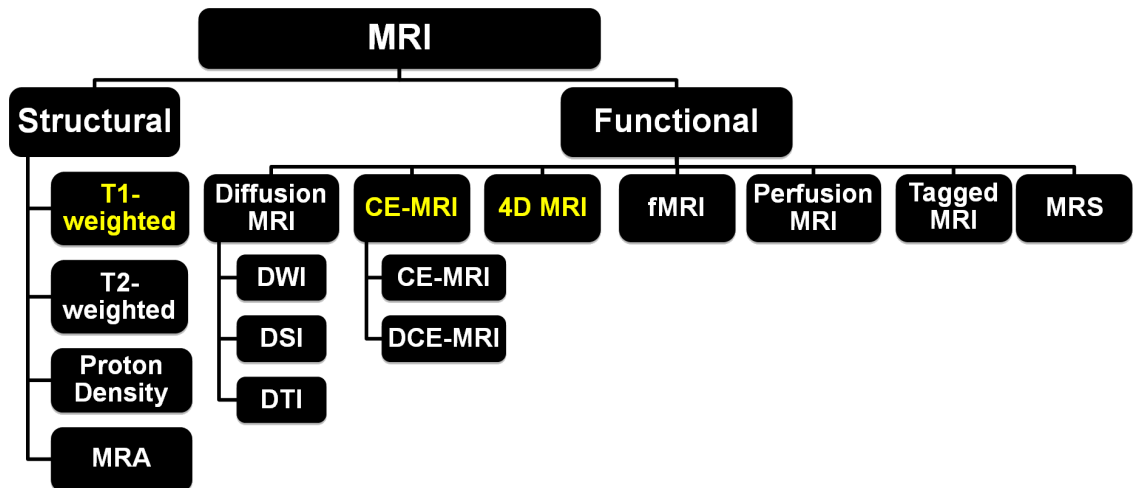 MRI
Structural
Functional
T1-
weighted
T2-
weighted
Proton
Density
MRA
Diffusion
MRI
DWI
DSI
DTI
CE-MRI
CE-MRI
DCE-MRI
4D MRI
fMRI
Perfusion
MRI
Tagged
MRI
MRS